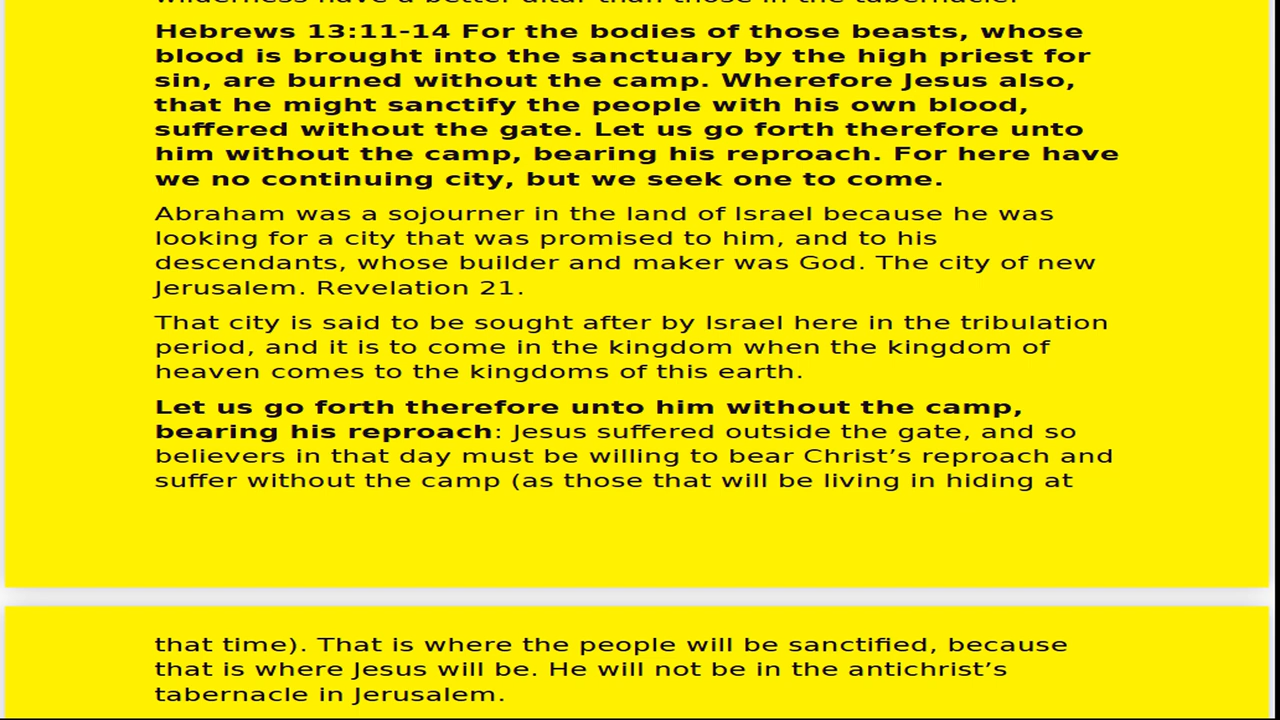 wilderness have a better altar than those in the tabernacle.
Hebrews 13:11-14 For the bodies of those beasts, whose
blood is brought into the sanctuary by the high priest for
sin, are burned without the camp. Wherefore Jesus also,
that he might sanctify the people with his own blood,
suffered without the gate. Let us go forth therefore unto
him without the camp, bearing his reproach. For here have
we no continuing city, but we seek one to come.
Abraham was a sojourner in the land of Israel because he was
looking for a city that was promised to him, and to his
descendants, whose builder and maker was God. The city of new
Jerusalem. Revelation 21.
That city is said to be sought after by Israel here in the tribulation
period, and it is to come in the kingdom when the kingdom of
heaven comes to the kingdoms of this earth.
Let us go forth therefore unto him without the camp,
bearing his reproach: Jesus suffered outside the gate, and so
believers in that day must be willing to bear Christ’s reproach and
suffer without the camp (as those that will be living in hiding at
that time). That is where the people will be sanctified, because
that is where Jesus will be. He will not be in the antichrist’s
tabernacle in Jerusalem.